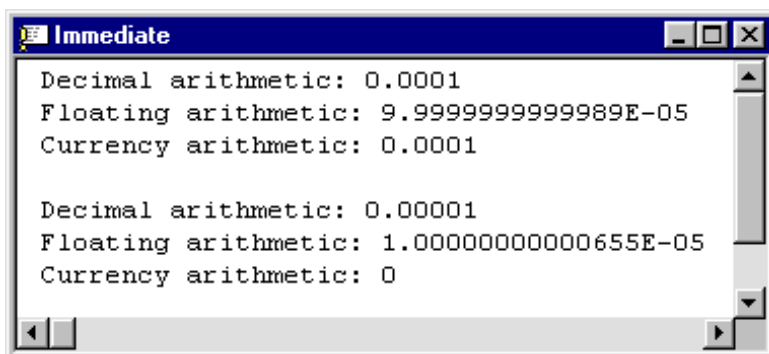 Immediate
Decimal arithmetic: 0.0001
Floating arithmetic: 9.9999999999989E-05
Currency arithmetic: 0.0001
Decimal arithmetic: 0.00001
Floating arithmetic: 1.00000000000655E-05
Currency arithmetic: 0